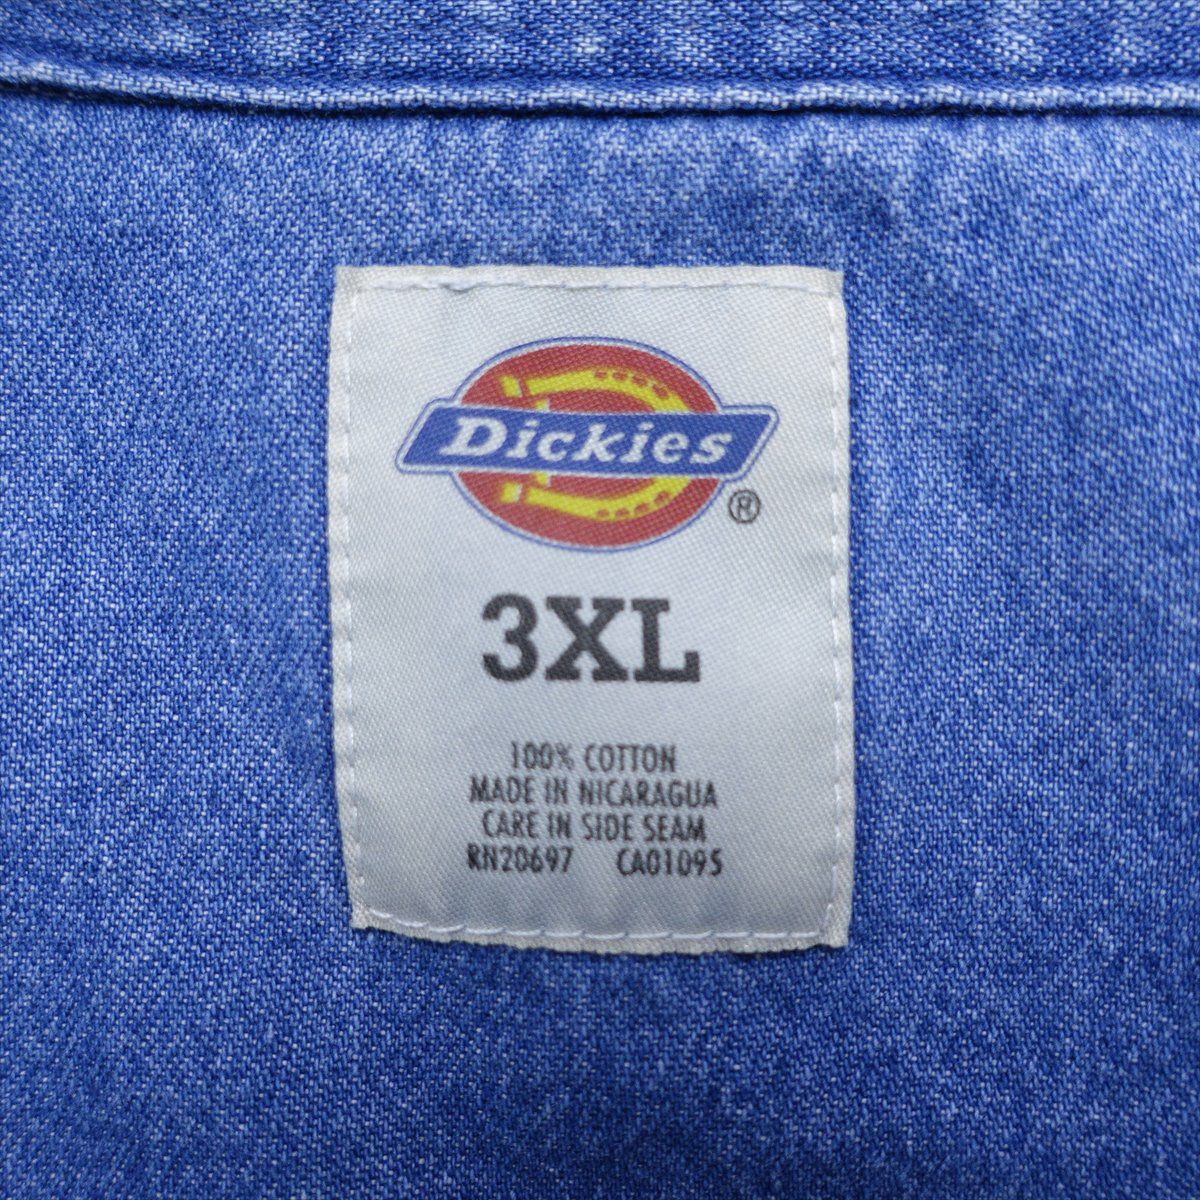 Dickies
®
3XL
100% COTTON
MADE IN NICARAGUA
CARE IN SIDE SEAM
RN20697 CA01095